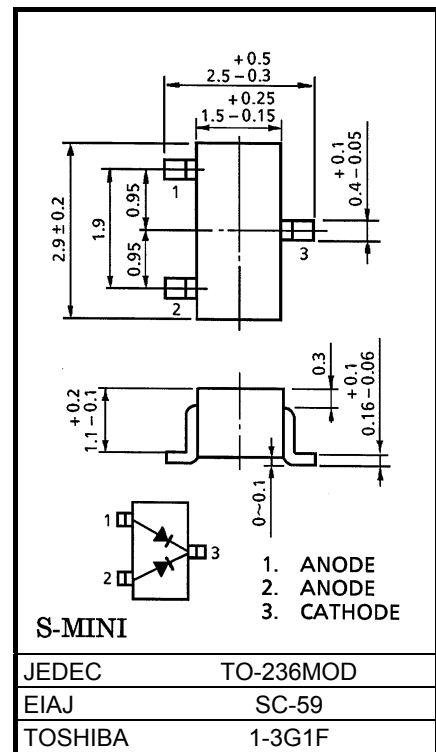 + 0.5
2.5 – 0.3
+ 0.25
1.5 – 0.15
+ 0.1
0.4 – 0.05
2.9 ± 0.2
1.9
0.95
0.95
1
2
3
+ 0.2
1.1 – 0.1
0.3
+ 0.1
0.16 – 0.06
0~0.1
1
2
3
1. ANODE
2. ANODE
3. CATHODE
S-MINI
JEDEC TO-236MOD
EIAJ SC-59
TOSHIBA 1-3G1F